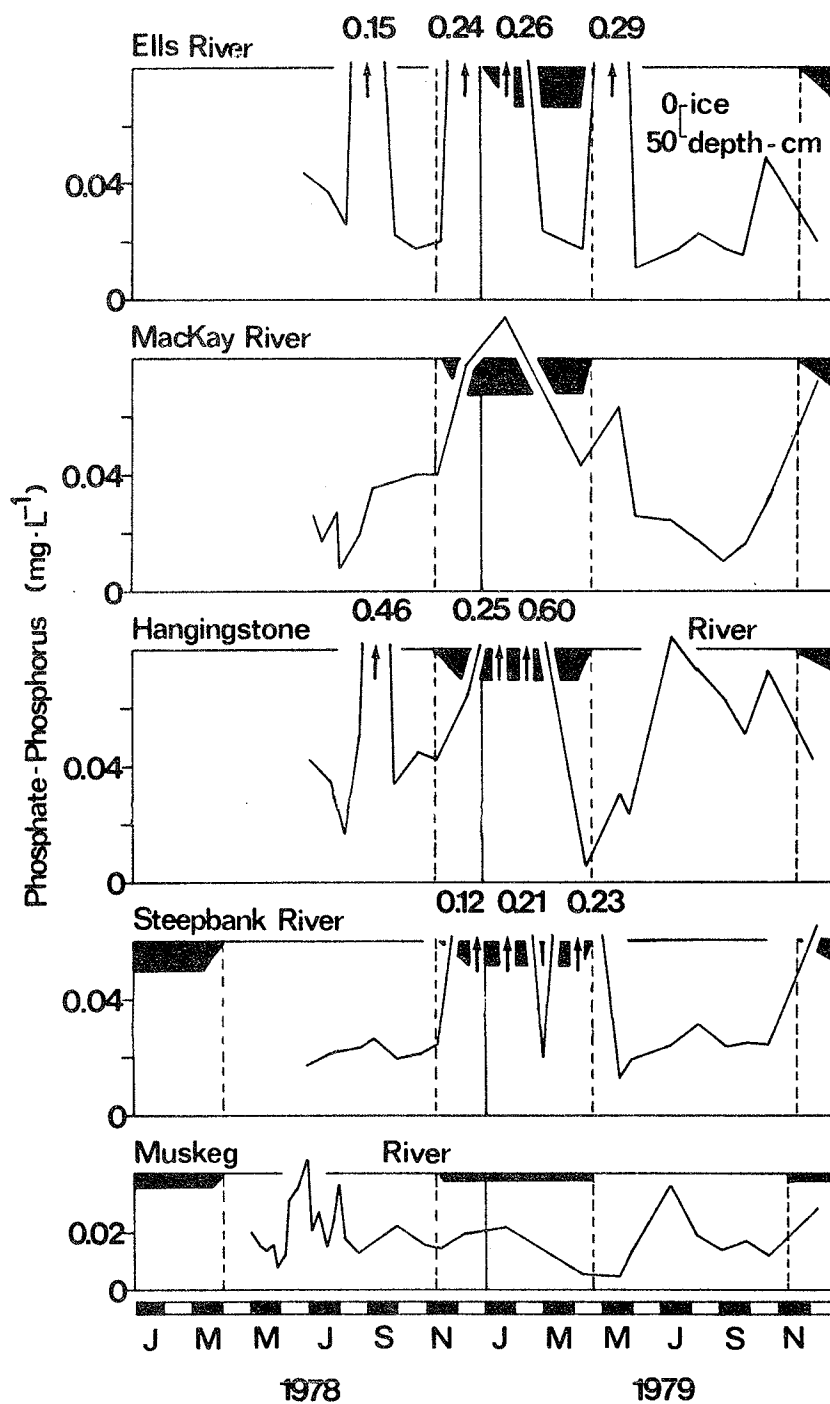 0.15 0.24 0.26 0.29
Ells River
0 ice
50 depth-cm
0.04
0
MacKay River
0.04
0
0.46 0.25 0.60
Hangingstone River
0.04
0
0.12 0.21 0.23
Steepbank River
0.04
0
Muskeg River
0.02
0
Phosphate-Phosphorus (mg·L⁻¹)
J M M J S N J M M J S N
1978 1979